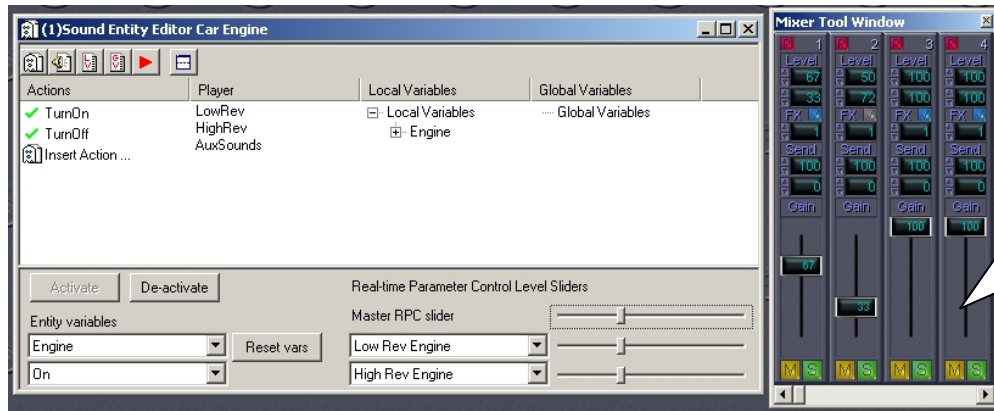 (1)Sound Entity Editor Car Engine
Actions Player Local Variables Global Variables
TurnOn LowRev Local Variables Global Variables
TurnOff HighRev Engine
Insert Action ... AuxSounds
Activate De-activate Real-time Parameter Control Level Sliders
Entity variables Master RPC slider
Engine Reset vars Low Rev Engine
On High Rev Engine
Mixer Tool Window
R 1 R 2 R 3 R 4
Level Level Level Level
67 50 100 100
33 72 100 100
FX FX FX FX
1 1 1 1
Send Send Send Send
100 100 100 100
0 0 0 0
Gain Gain Gain Gain
100 100
67
33
M S M S M S M S